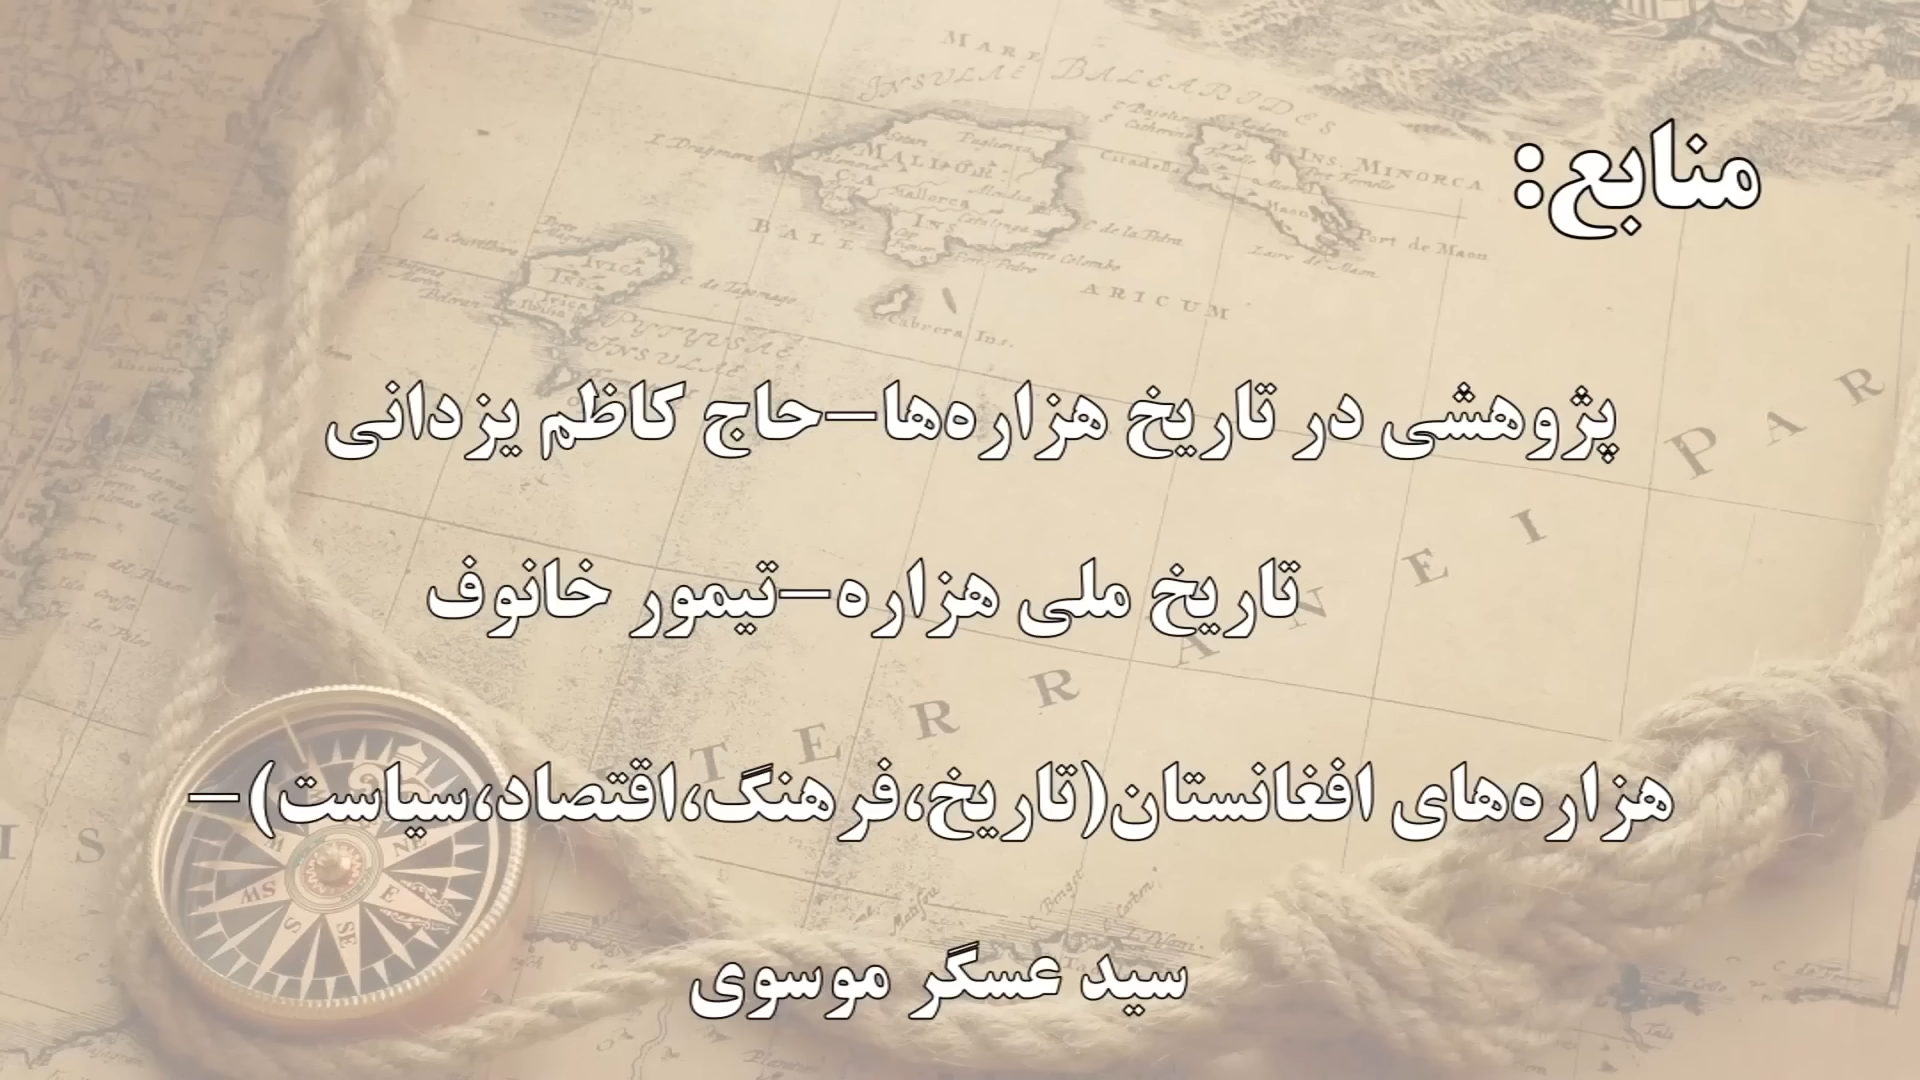 منابع:
پژوهشی در تاریخ هزاره‌ها-حاج کاظم یزدانی
تاریخ ملی هزاره-تیمور خانوف
هزاره‌های افغانستان(تاریخ،فرهنگ،اقتصاد،سیاست)-
سید عسگر موسوی